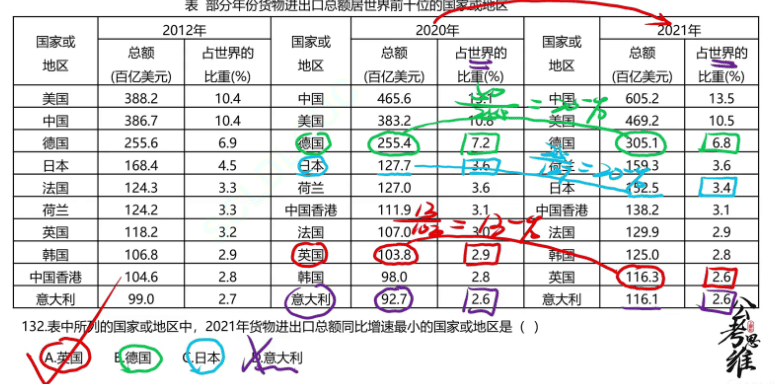 表 部分年份货物进出口总额居世界前十位的国家或地区
国家或地区 2012年 国家或地区 2020年 国家或地区 2021年
总额(百亿美元) 占世界的比重(%) 总额(百亿美元) 占世界的比重(%) 总额(百亿美元) 占世界的比重(%)
美国 388.2 10.4 中国 465.6 13.1 中国 605.2 13.5
中国 386.7 10.4 美国 383.2 10.8 美国 469.2 10.5
德国 255.6 6.9 德国 255.4 7.2 德国 305.1 6.8
日本 168.4 4.5 日本 127.7 3.6 荷兰 159.3 3.6
法国 124.3 3.3 荷兰 127.0 3.6 日本 152.5 3.4
荷兰 124.2 3.3 中国香港 111.9 3.1 中国香港 138.2 3.1
英国 118.2 3.2 法国 107.0 3.0 法国 129.9 2.9
韩国 106.8 2.9 英国 103.8 2.9 韩国 125.0 2.8
中国香港 104.6 2.8 韩国 98.0 2.8 英国 116.3 2.6
意大利 99.0 2.7 意大利 92.7 2.6 意大利 116.1 2.6
= 20-%
= 20-%
13 = 13-%
132.表中所列的国家或地区中，2021年货物进出口总额同比增速最小的国家或地区是（ ）
A.英国 B.德国 C.日本 D.意大利
公考思维